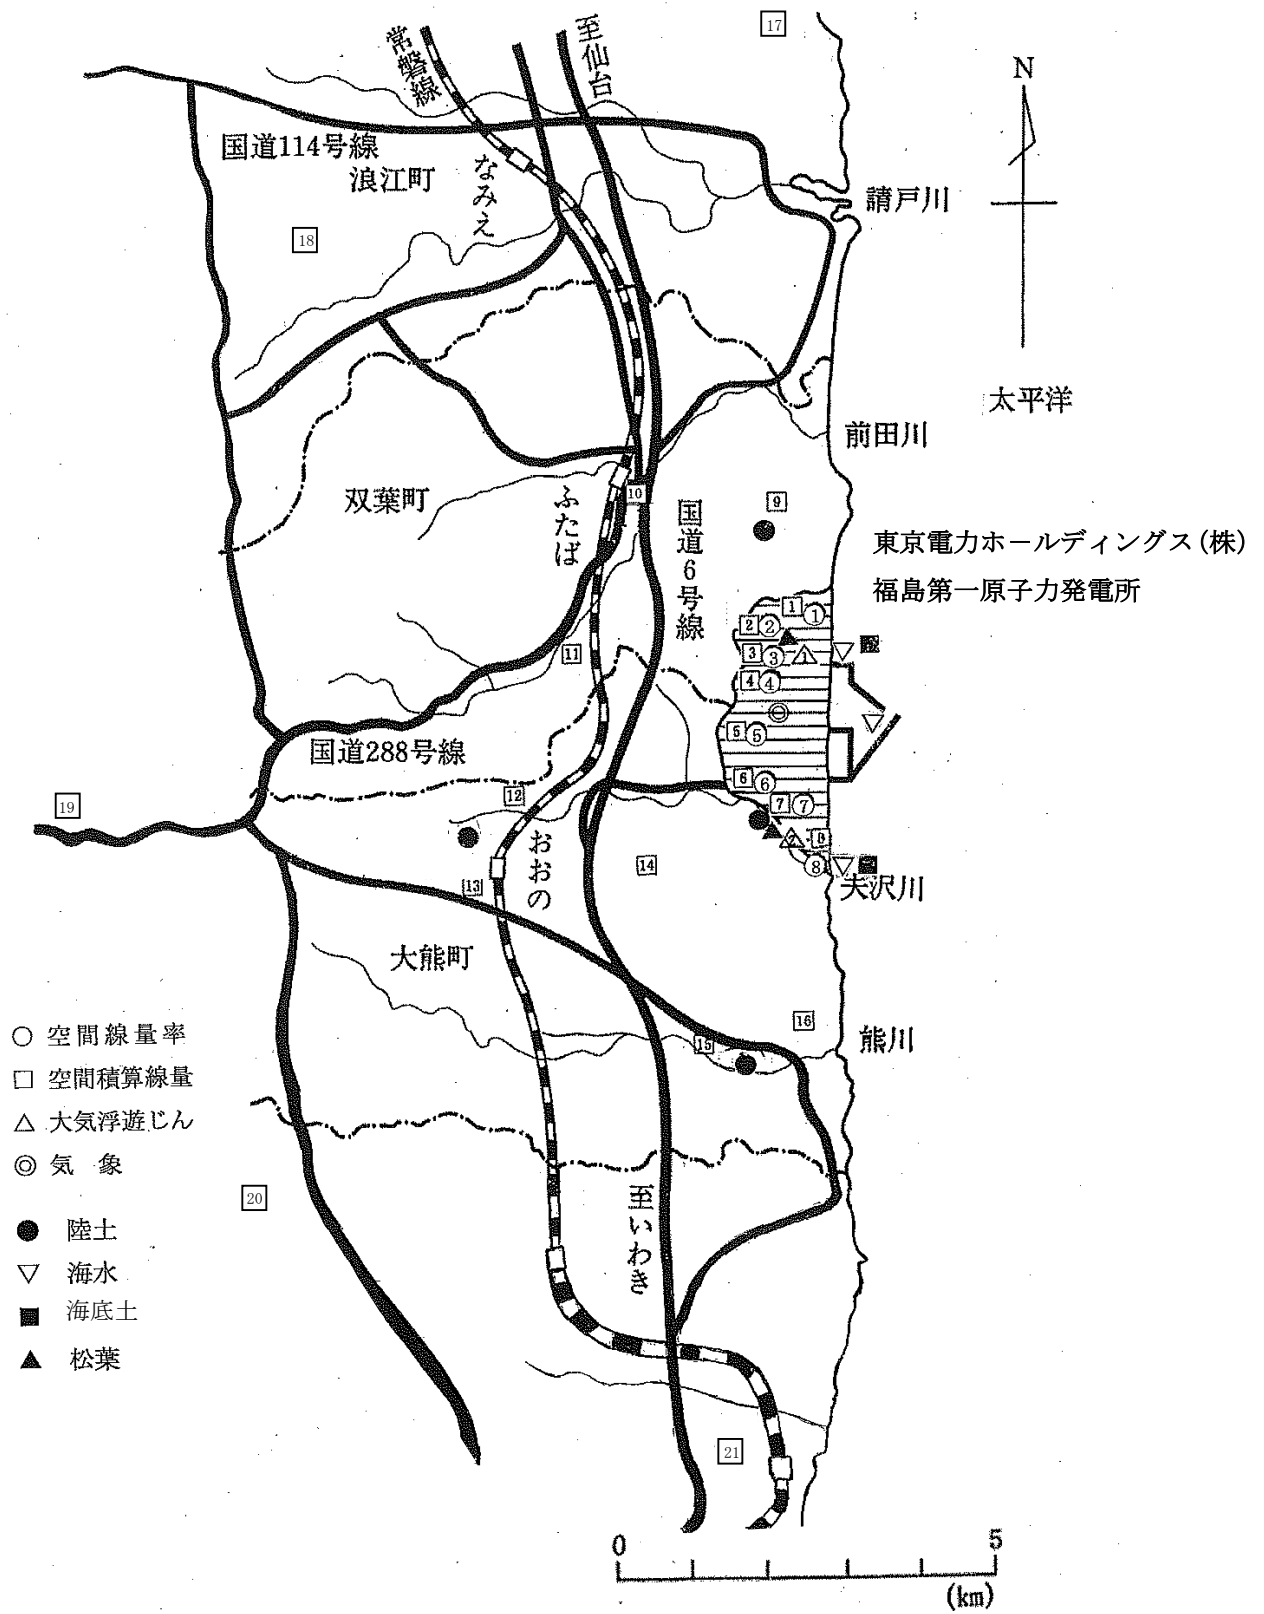 17
常磐線
至仙台
N
国道114号線
浪江町
なみえ
請戸川
18
太平洋
前田川
双葉町
ふたば
10
9
国道6号線
東京電力ホールディングス(株)
福島第一原子力発電所
1 ①
2 ②
3 ③ 1
4 ④
5 ⑤
6 ⑥
7 ⑦
2 8
⑧
11
国道288号線
12
19
おおの
13
14
夫沢川
大熊町
16
15
熊川
○ 空間線量率
□ 空間積算線量
△ 大気浮遊じん
◎ 気象
● 陸土
▽ 海水
■ 海底土
▲ 松葉
20
至いわき
21
0 5
(km)